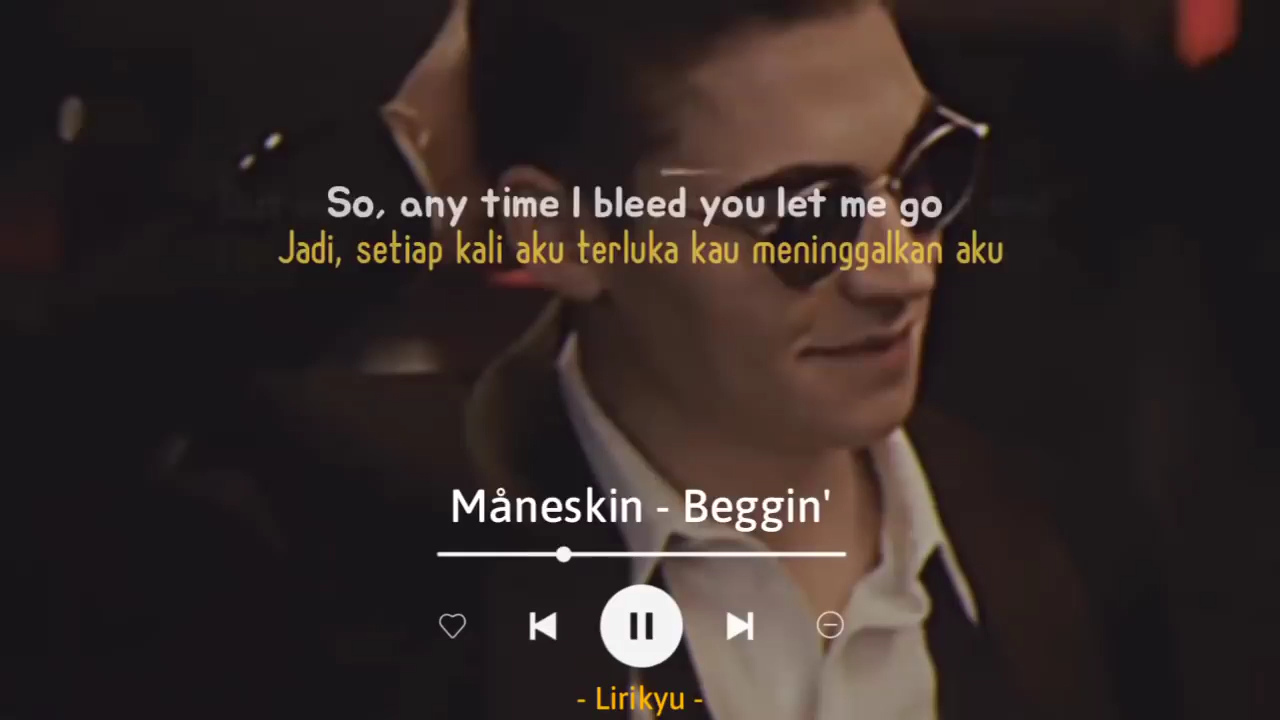 So, any time I bleed you let me go
Jadi, setiap kali aku terluka kau meninggalkan aku
Måneskin - Beggin'
- Lirikyu -